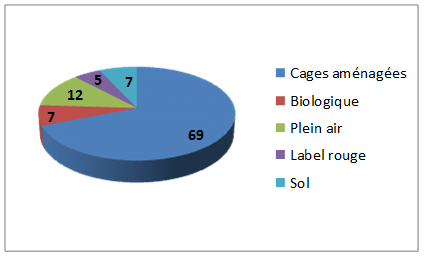 5
7
12
7
69
Cages aménagées
Biologique
Plein air
Label rouge
Sol